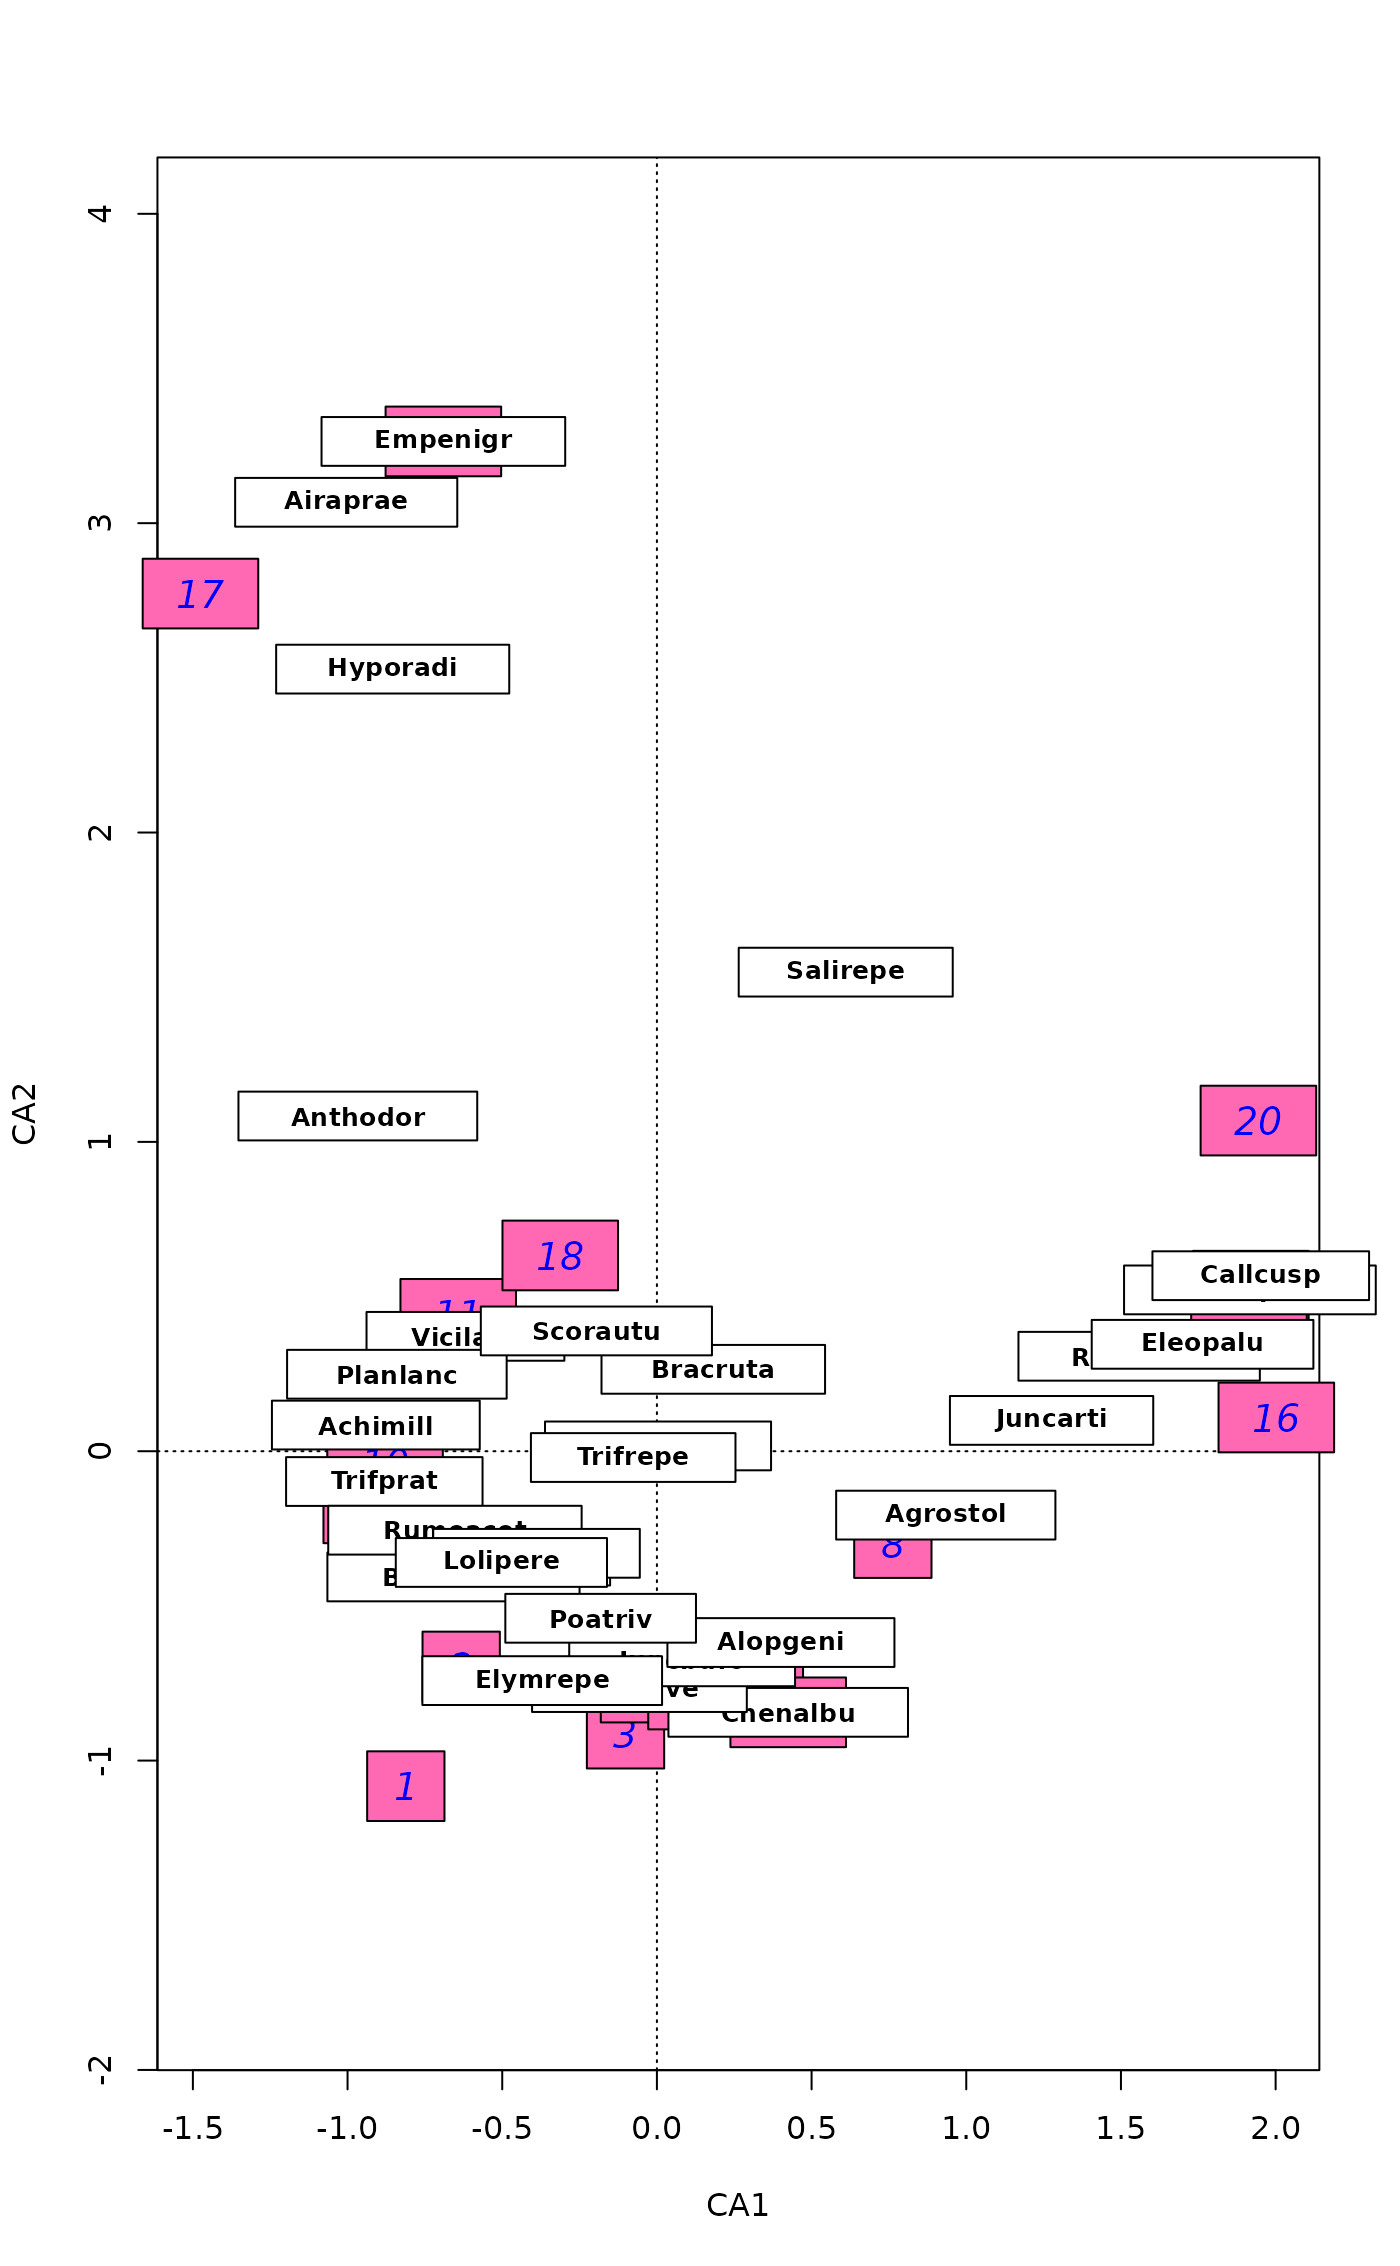 4
Empenigr
Airaprae
3
17
Hyporadi
2
Salirepe
Anthodor
20
1
CA2
18
Callcusp
11
Scorautu
Vicila
Eleopalu
R
Bracruta
Planlanc
Juncarti
16
Achimill
0
Trifrepe
Trifprat
Agrostol
Rumeacet
8
Lolipere
B
Poatriv
Alopgeni
Elymrepe
ve
Chenalbu
3
-1
1
-2
-1.5 -1.0 -0.5 0.0 0.5 1.0 1.5 2.0
CA1